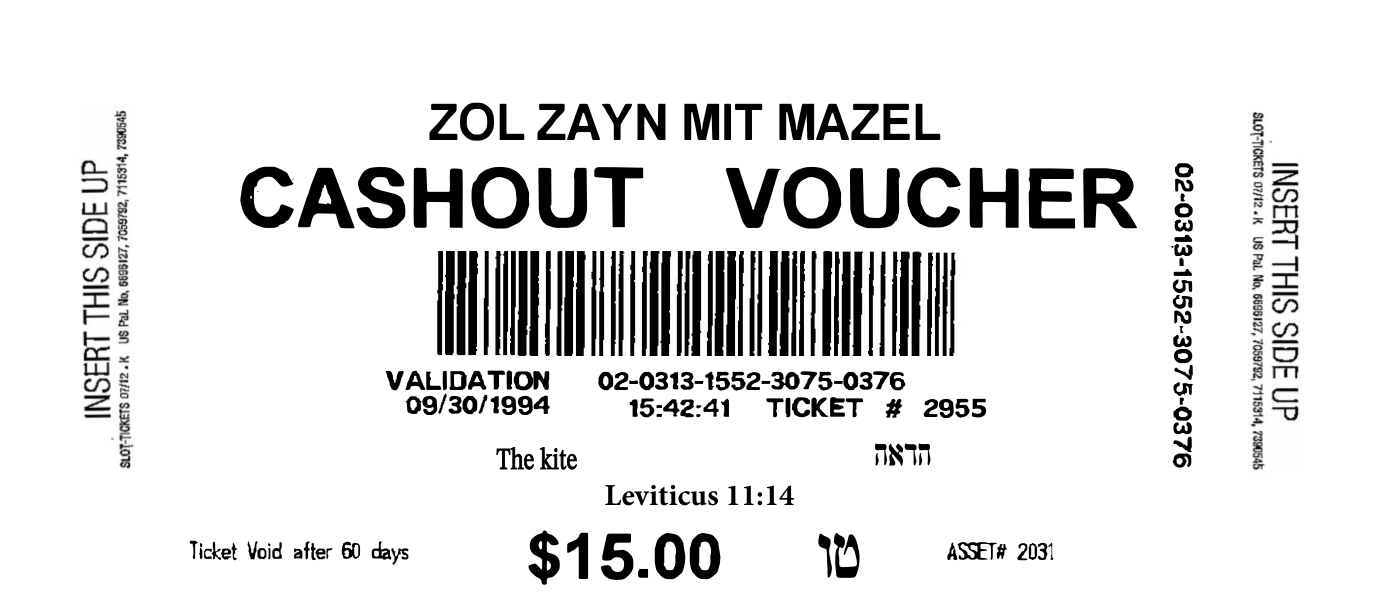 INSERT THIS SIDE UP
SLOT-TICKETS 07/12 - K US Pat. No. 6696127, 7059792, 7115314, 7390545
ZOL ZAYN MIT MAZEL
CASHOUT VOUCHER
VALIDATION 02-0313-1552-3075-0376
09/30/1994 15:42:41 TICKET # 2955
The kite הראה
Leviticus 11:14
Ticket Void after 60 days $15.00 טו ASSET# 2031
02-0313-1552-3075-0376
SLOT-TICKETS 07/12 - K US Pat. No. 6696127, 7059792, 7115314, 7390545
INSERT THIS SIDE UP